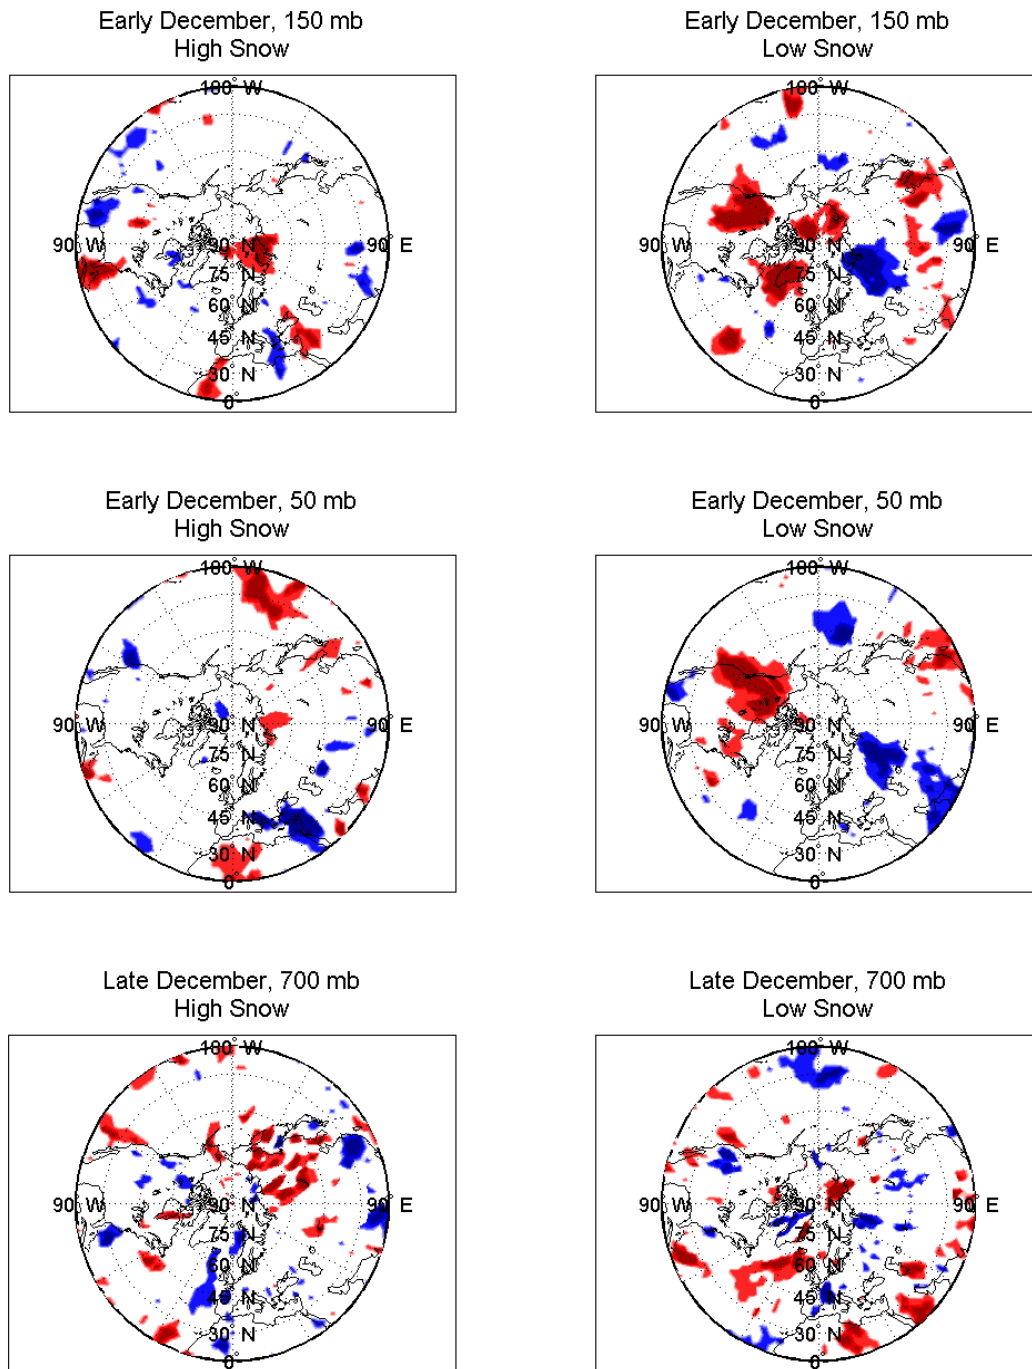 Early December, 150 mb
High Snow
180° W
90° W
90° N
90° E
75° N
60° N
45° N
30° N
0°
Early December, 150 mb
Low Snow
180° W
90° W
90° N
90° E
75° N
60° N
45° N
30° N
0°
Early December, 50 mb
High Snow
180° W
90° W
90° N
90° E
75° N
60° N
45° N
30° N
0°
Early December, 50 mb
Low Snow
180° W
90° W
90° N
90° E
75° N
60° N
45° N
30° N
0°
Late December, 700 mb
High Snow
180° W
90° W
90° N
90° E
75° N
60° N
45° N
30° N
0°
Late December, 700 mb
Low Snow
180° W
90° W
90° N
90° E
75° N
60° N
45° N
30° N
0°